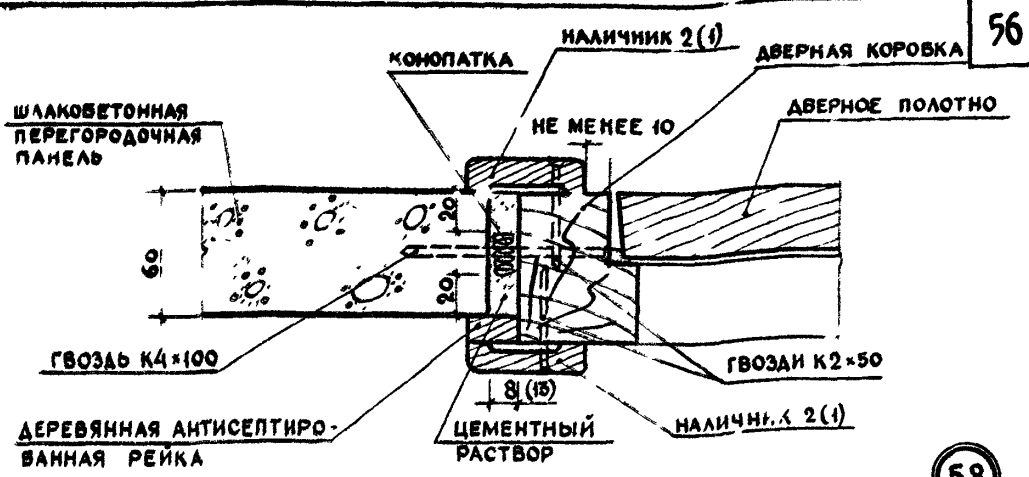 56
НАЛИЧНИК 2(1)
КОНОПАТКА
ДВЕРНАЯ КОРОБКА
ШЛАКОБЕТОННАЯ
ПЕРЕГОРОДОЧНАЯ
ПАНЕЛЬ
ДВЕРНОЕ ПОЛОТНО
НЕ МЕНЕЕ 10
20
60
20
ГВОЗДЬ К4×100
ГВОЗДИ К2×50
8(13)
ДЕРЕВЯННАЯ АНТИСЕПТИРО-
ВАННАЯ РЕЙКА
ЦЕМЕНТНЫЙ
РАСТВОР
НАЛИЧНИК 2(1)